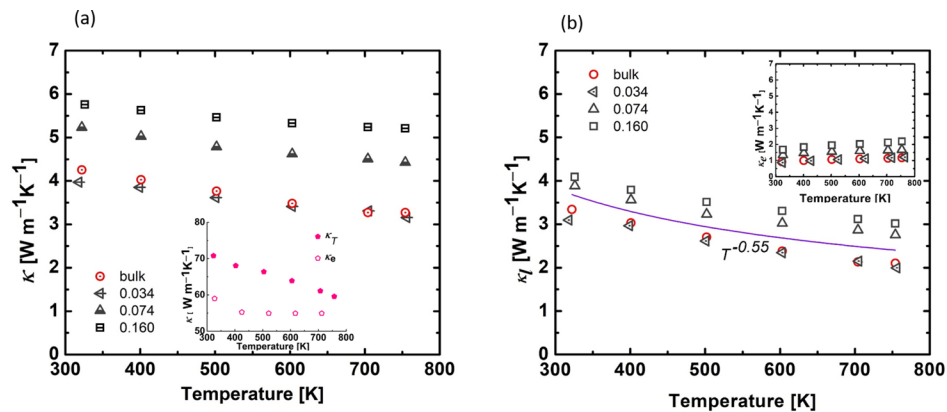 (a)
7
6
5
4
3
2
1
0
κ [W m⁻¹K⁻¹]
bulk
0.034
0.074
0.160
75
70
65
60
55
50
κ [ W m⁻¹K⁻¹]
κT
κe
300 400 500 600 700 800
Temperature [K]
300 400 500 600 700 800
Temperature [K]
(b)
7
6
5
4
3
2
1
0
κl [W m⁻¹K⁻¹]
bulk
0.034
0.074
0.160
7
6
5
4
3
2
1
0
κe [W m⁻¹K⁻¹]
300 400 500 600 700 800
Temperature [K]
T⁻⁰·⁵⁵
300 400 500 600 700 800
Temperature [K]